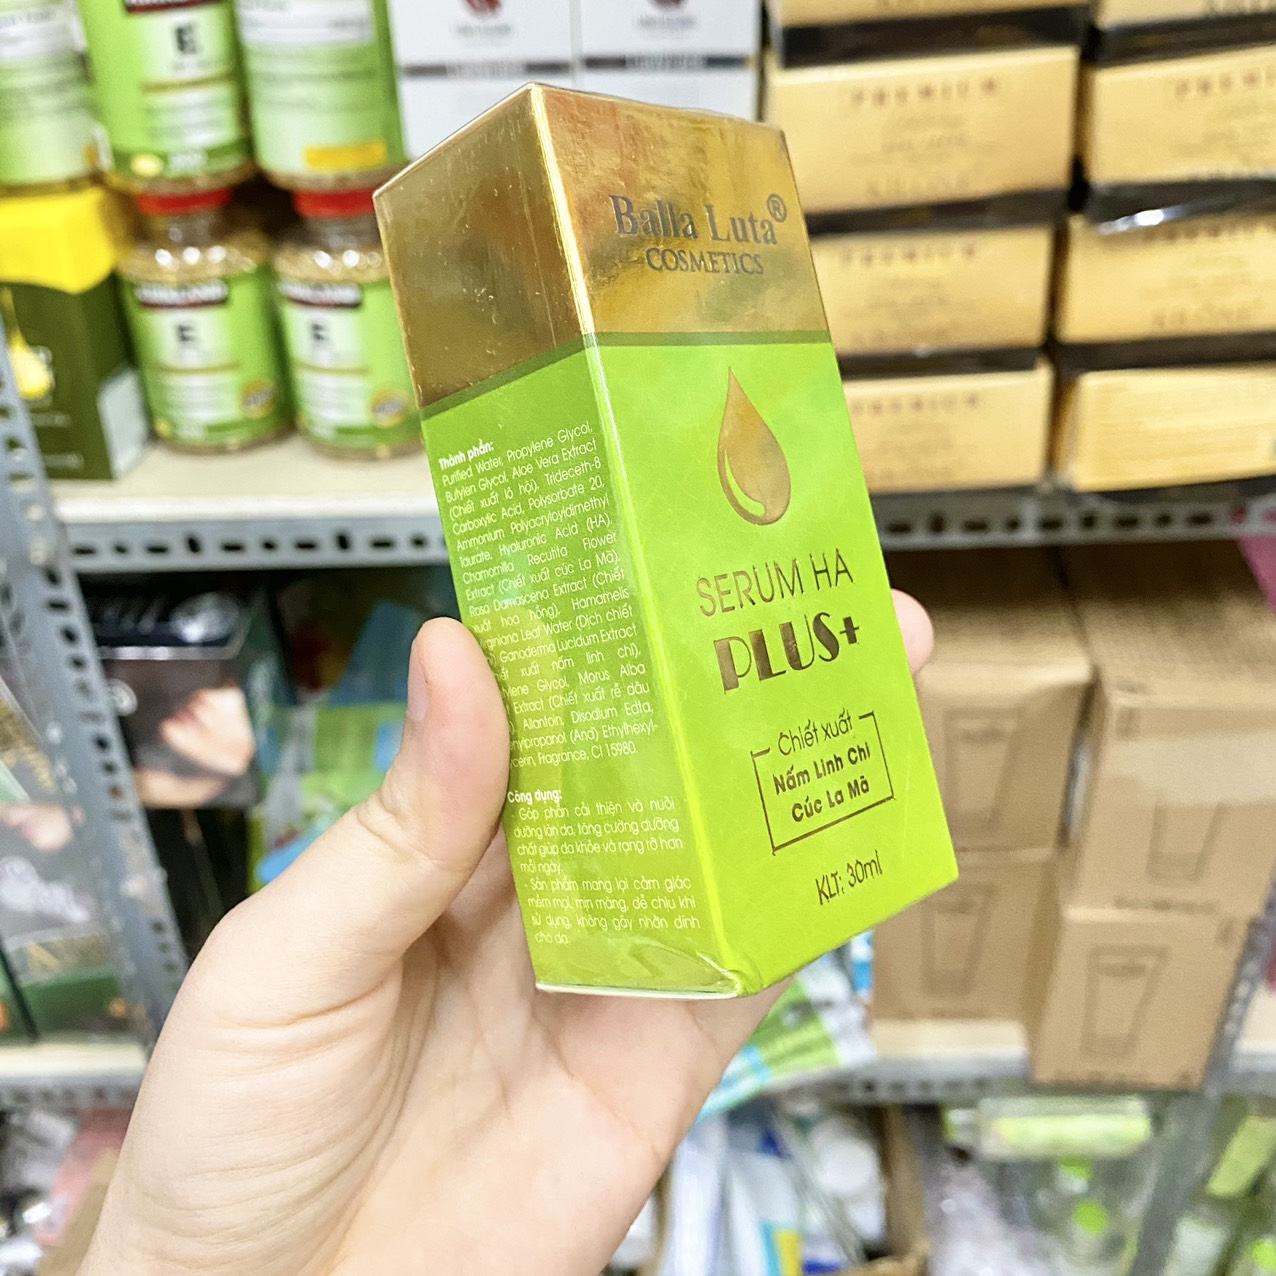 Balla Luta®
COSMETICS
SERUM HA
PLUS+
Chiết xuất
Nấm Linh Chi
Cúc La Mã
KLT: 30ml
Thành phần:
Purified Water, Propylene Glycol,
Butylen Glycol, Aloe Vera Extract
(Chiết xuất lô hội), Trideceth-8
Carboxylic Acid, Polysorbate 20,
Ammonium Polyacryloyldimethyl
Taurate, Hyaluronic Acid (HA),
Chamomilla Recutita Flower
Extract (Chiết xuất cúc La Mã),
Rosa Damasceno Extract (Chiết
xuất hoa hồng), Hamamelis
Leaf Water (Dịch chiết
Ganoderma Lucidum Extract
xuất nấm linh chi),
Glycol, Morus Alba
Extract (Chiết xuất rễ dâu
Allantoin, Disodium Edta,
(And) Ethylhexyl-
Fragrance, CI 15980.
Công dụng:
- Góp phần cải thiện và nuôi
dưỡng làn da, tăng cường dưỡng
chất giúp da khỏe và rạng rỡ hơn
mỗi ngày.
- Sản phẩm mang lại cảm giác
mềm mại, mịn màng, dễ chịu khi
sử dụng, không gây nhờn dính
cho da.
KIRKLAND
E
E
PREMIUM
PREMIUM
PREMIUM
PREMIUM